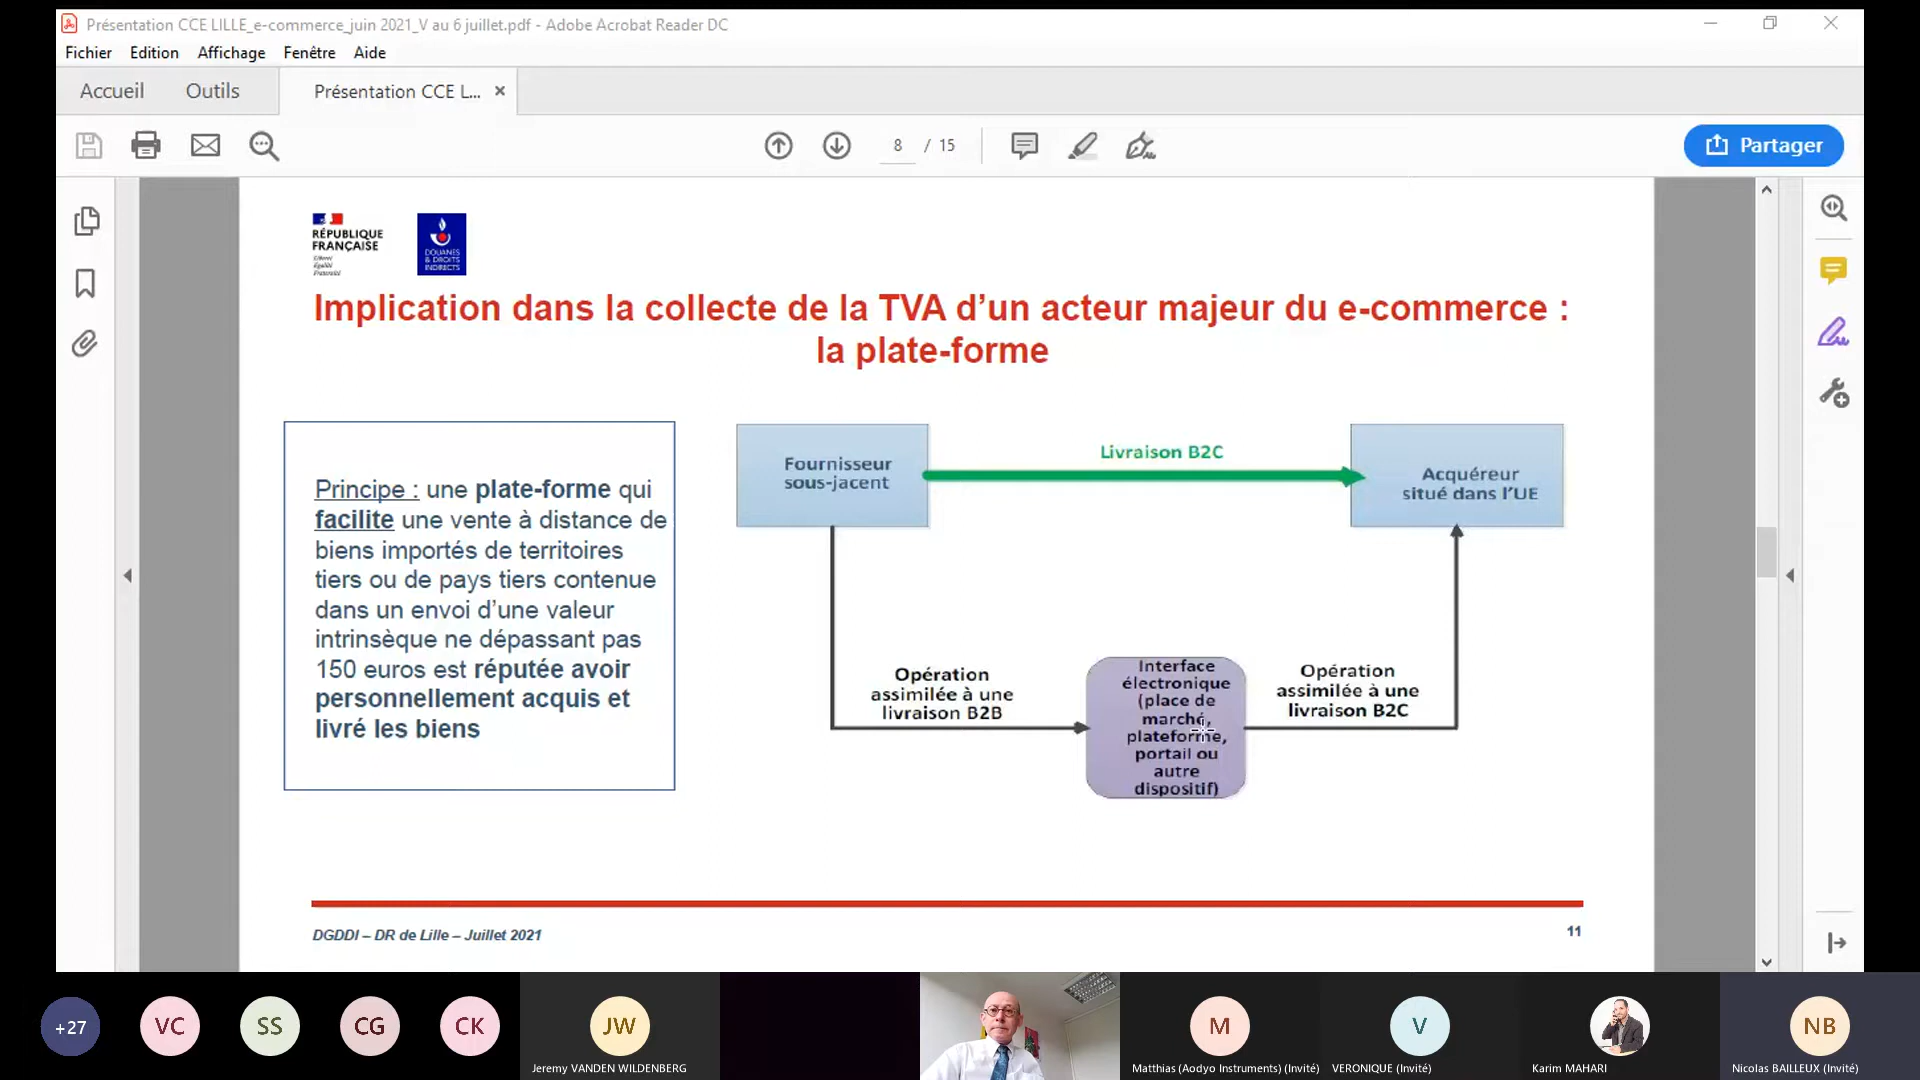 Présentation CCE LILLE_e-commerce_juin 2021_V au 6 juillet.pdf - Adobe Acrobat Reader DC
Fichier Edition Affichage Fenêtre Aide
Accueil Outils Présentation CCE L... ×
8 / 15
Partager
RÉPUBLIQUE
FRANÇAISE
Liberté
Égalité
Fraternité
DOUANES
& DROITS
INDIRECTS
Implication dans la collecte de la TVA d’un acteur majeur du e-commerce :
la plate-forme
Principe : une plate-forme qui
facilite une vente à distance de
biens importés de territoires
tiers ou de pays tiers contenue
dans un envoi d’une valeur
intrinsèque ne dépassant pas
150 euros est réputée avoir
personnellement acquis et
livré les biens
Fournisseur
sous-jacent
Livraison B2C
Acquéreur
situé dans l’UE
Opération
assimilée à une
livraison B2B
Interface
électronique
(place de
marché,
plateforme,
portail ou
autre
dispositif)
Opération
assimilée à une
livraison B2C
DGDDI – DR de Lille – Juillet 2021
11
+27
VC
SS
CG
CK
JW
Jeremy VANDEN WILDENBERG
M
Matthias (Aodyo Instruments) (Invité)
V
VERONIQUE (Invité)
Karim MAHARI
NB
Nicolas BAILLEUX (Invité)